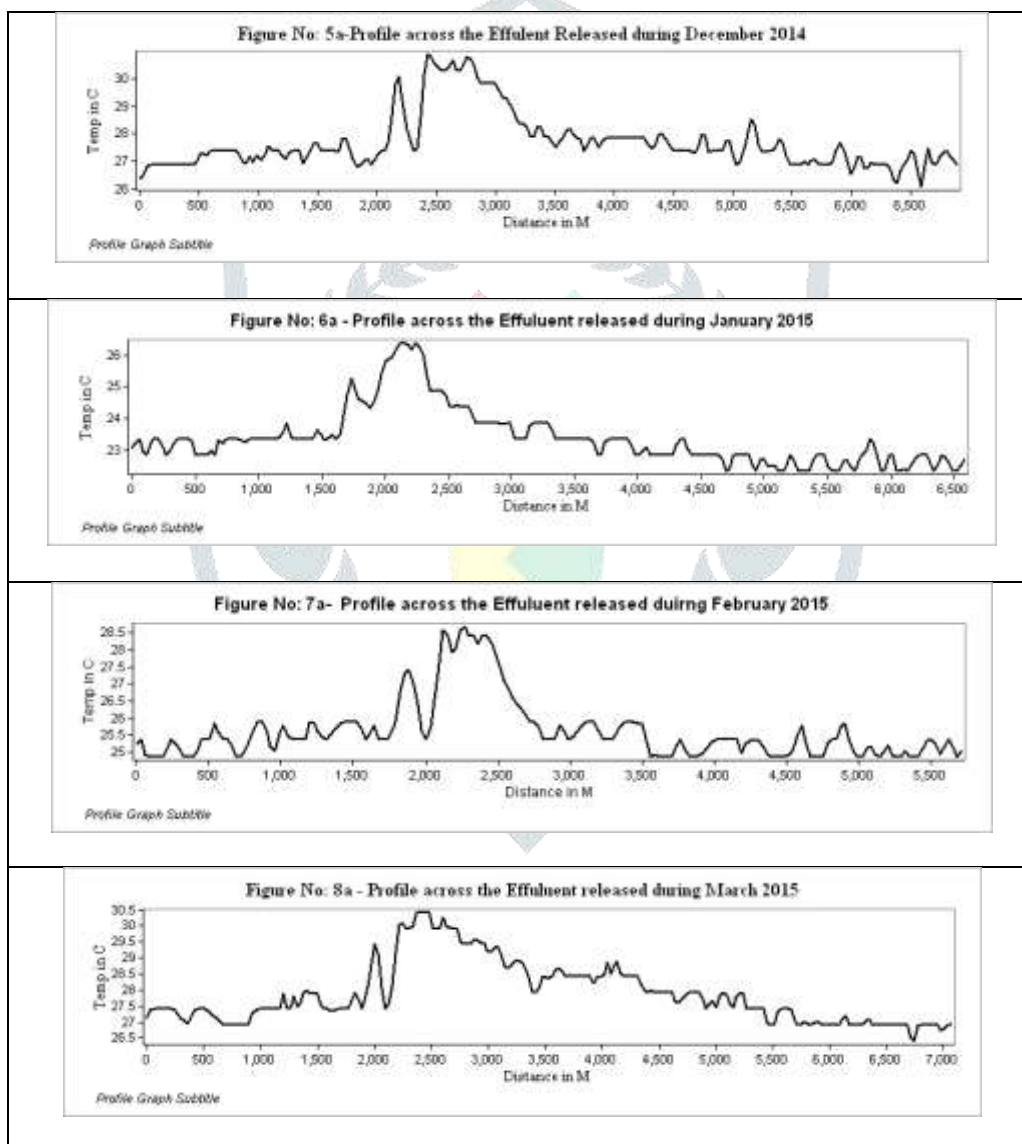 Figure No: 5a-Profile across the Effulent Released during December 2014
Temp in C
30
29
28
27
26
0 500 1,000 1,500 2,000 2,500 3,000 3,500 4,000 4,500 5,000 5,500 6,000 6,500
Distance in M
Profile Graph Subtitle
Figure No: 6a - Profile across the Effuluent released during January 2015
Temp in C
26
25
24
23
0 500 1,000 1,500 2,000 2,500 3,000 3,500 4,000 4,500 5,000 5,500 6,000 6,500
Distance in M
Profile Graph Subtitle
Figure No: 7a- Profile across the Effuluent released duirng February 2015
Temp in C
28.5
28
27.5
27
26.5
26
25.5
25
0 500 1,000 1,500 2,000 2,500 3,000 3,500 4,000 4,500 5,000 5,500
Distance in M
Profile Graph Subtitle
Figure No: 8a - Profile across the Effuluent released during March 2015
Temp in C
30.5
30
29.5
29
28.5
28
27.5
27
26.5
0 500 1,000 1,500 2,000 2,500 3,000 3,500 4,000 4,500 5,000 5,500 6,000 6,500 7,000
Distance in M
Profile Graph Subtitle